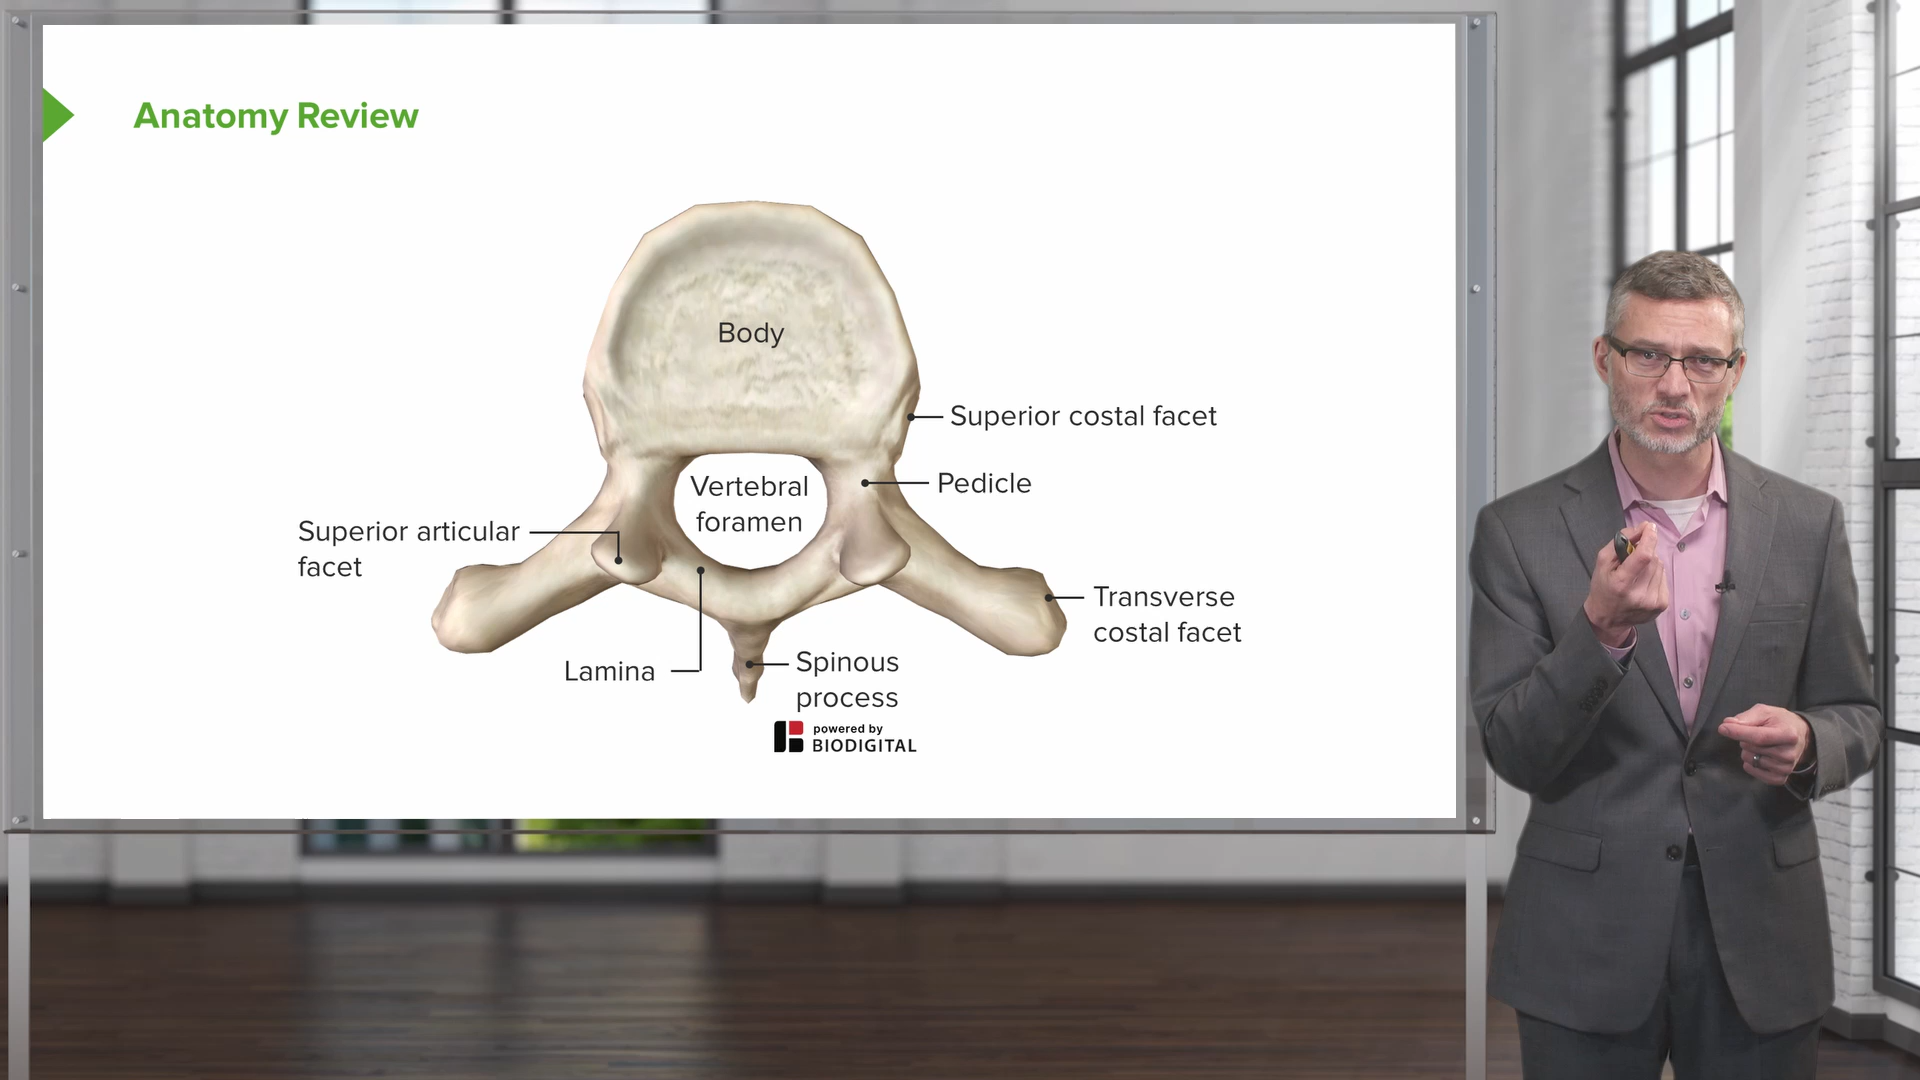 Anatomy Review
Body
Superior costal facet
Vertebral
foramen
Pedicle
Superior articular
facet
Transverse
costal facet
Lamina
Spinous
process
powered by
BIODIGITAL